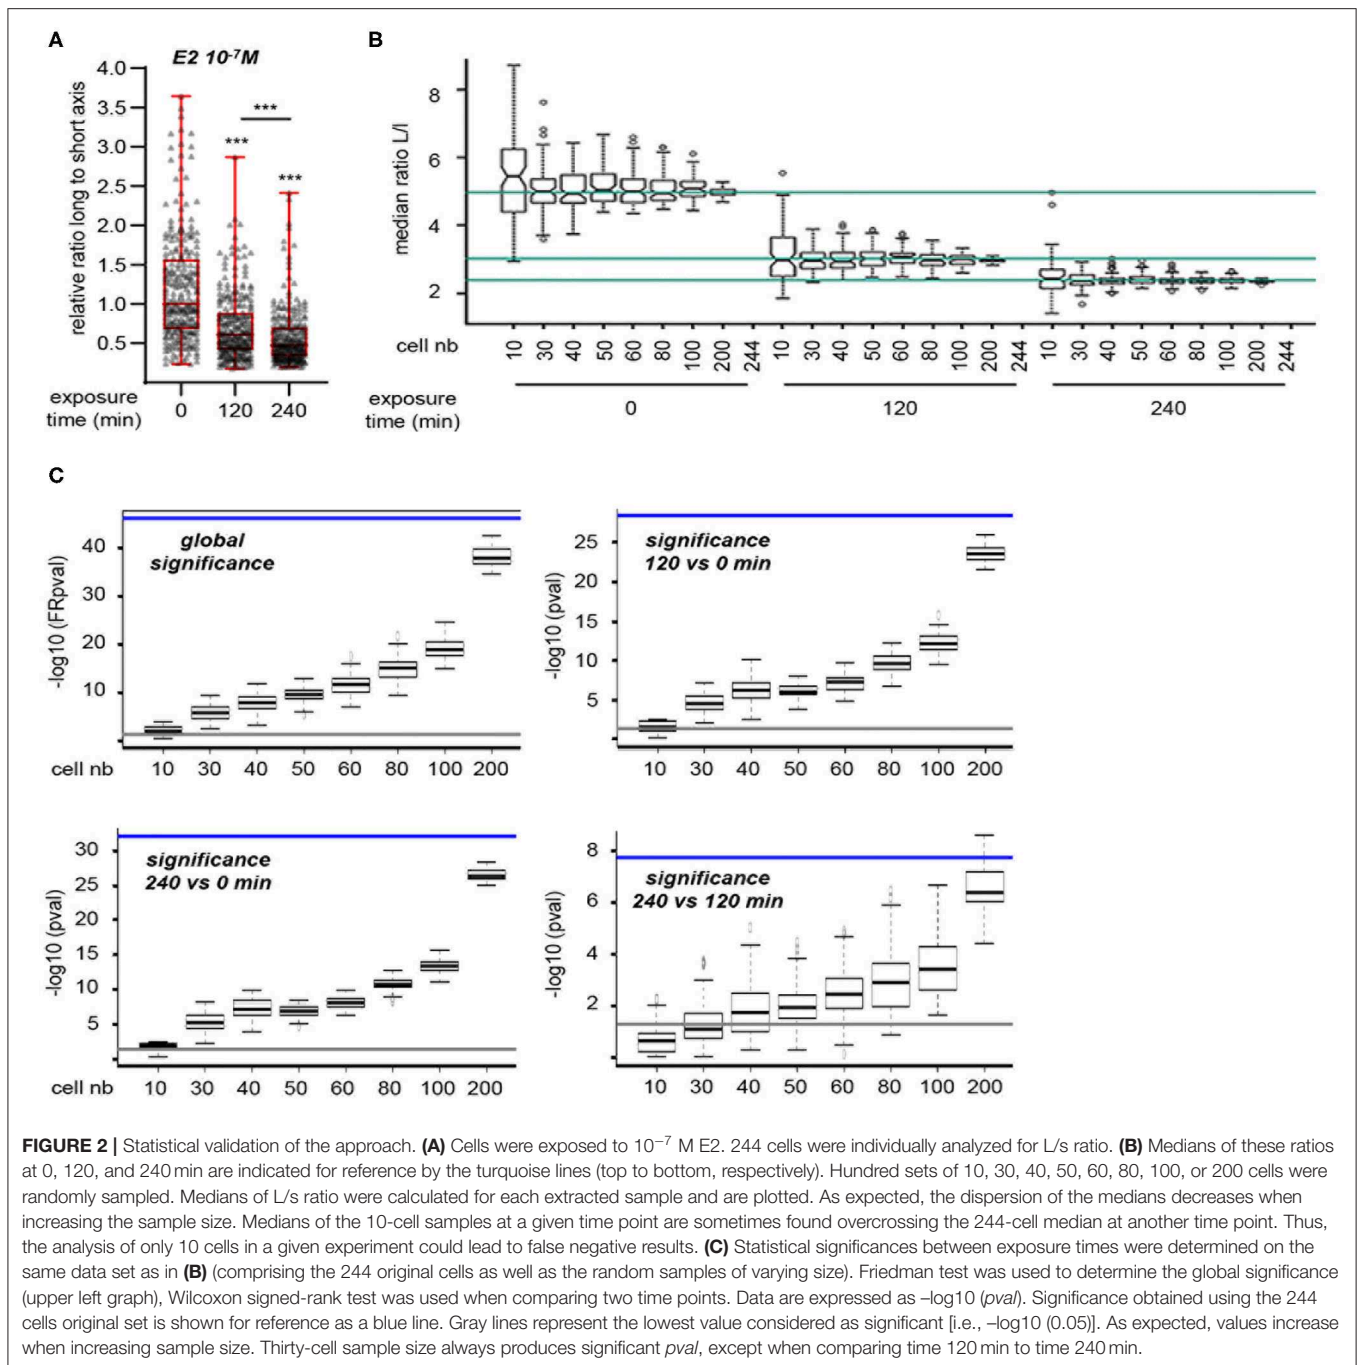 A
E2 10-7M
relative ratio long to short axis
4.0
3.5
3.0
2.5
2.0
1.5
1.0
0.5
***
***
***
exposure
time (min)
0 120 240
B
median ratio L/l
8
6
4
2
cell nb
10 30 40 50 60 80 100 200 244 10 30 40 50 60 80 100 200 244 10 30 40 50 60 80 100 200 244
exposure
time (min)
0 120 240
C
global
significance
-log10 (FRpval)
40
30
20
10
cell nb 10 30 40 50 60 80 100 200
significance
120 vs 0 min
-log10 (pval)
25
20
15
10
5
10 30 40 50 60 80 100 200
significance
240 vs 0 min
-log10 (pval)
30
25
20
15
10
5
cell nb 10 30 40 50 60 80 100 200
significance
240 vs 120 min
-log10 (pval)
8
6
4
2
10 30 40 50 60 80 100 200
FIGURE 2 | Statistical validation of the approach. (A) Cells were exposed to 10−7 M E2. 244 cells were individually analyzed for L/s ratio. (B) Medians of these ratios
at 0, 120, and 240 min are indicated for reference by the turquoise lines (top to bottom, respectively). Hundred sets of 10, 30, 40, 50, 60, 80, 100, or 200 cells were
randomly sampled. Medians of L/s ratio were calculated for each extracted sample and are plotted. As expected, the dispersion of the medians decreases when
increasing the sample size. Medians of the 10-cell samples at a given time point are sometimes found overcrossing the 244-cell median at another time point. Thus,
the analysis of only 10 cells in a given experiment could lead to false negative results. (C) Statistical significances between exposure times were determined on the
same data set as in (B) (comprising the 244 original cells as well as the random samples of varying size). Friedman test was used to determine the global significance
(upper left graph), Wilcoxon signed-rank test was used when comparing two time points. Data are expressed as –log10 (pval). Significance obtained using the 244
cells original set is shown for reference as a blue line. Gray lines represent the lowest value considered as significant [i.e., –log10 (0.05)]. As expected, values increase
when increasing sample size. Thirty-cell sample size always produces significant pval, except when comparing time 120 min to time 240 min.